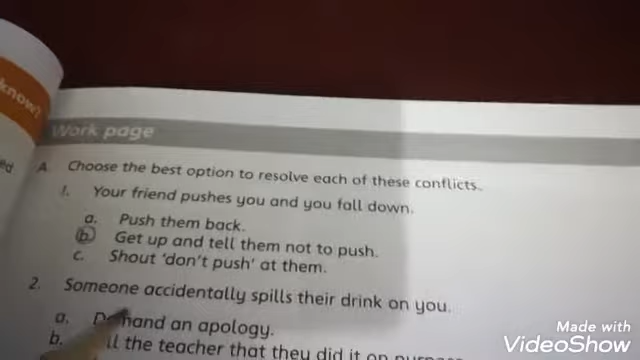 know?
Work page
A Choose the best option to resolve each of these conflicts.
1. Your friend pushes you and you fall down.
a. Push them back.
b. Get up and tell them not to push.
c. Shout 'don't push' at them.
2. Someone accidentally spills their drink on you.
a. Demand an apology.
b. the teacher that they did it on
Made with
VideoShow